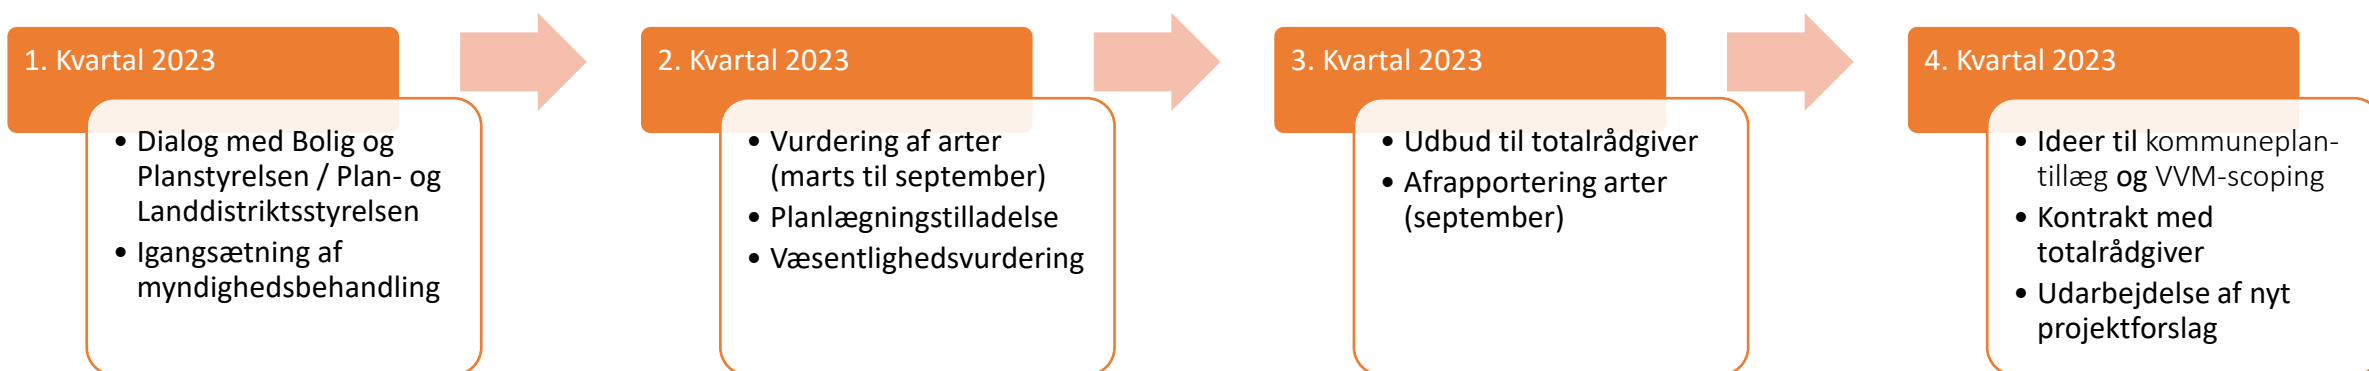 1. Kvartal 2023
• Dialog med Bolig og
Planstyrelsen / Plan- og
Landdistriktsstyrelsen
• Igangsætning af
myndighedsbehandling
2. Kvartal 2023
• Vurdering af arter
(marts til september)
• Planlægningstilladelse
• Væsentlighedsvurdering
3. Kvartal 2023
• Udbud til totalrådgiver
• Afrapportering arter
(september)
4. Kvartal 2023
• Ideer til kommuneplan-
tillæg og VVM-scoping
• Kontrakt med
totalrådgiver
• Udarbejdelse af nyt
projektforslag